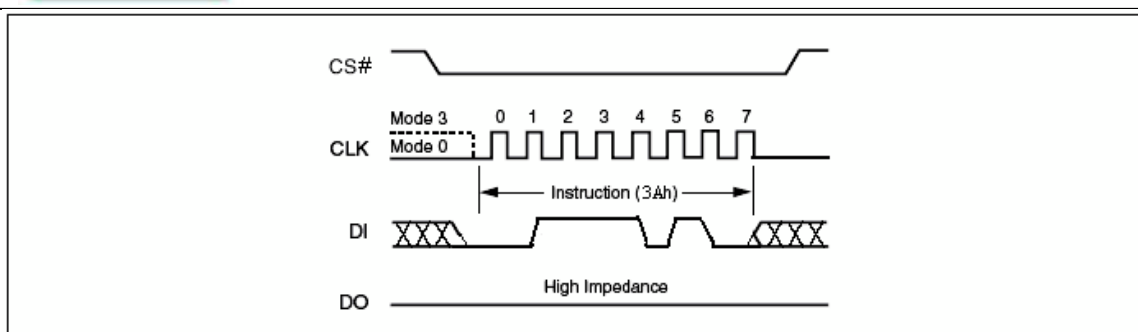 CS#
Mode 3 0 1 2 3 4 5 6 7
CLK Mode 0
Instruction (3Ah)
DI
High Impedance
DO